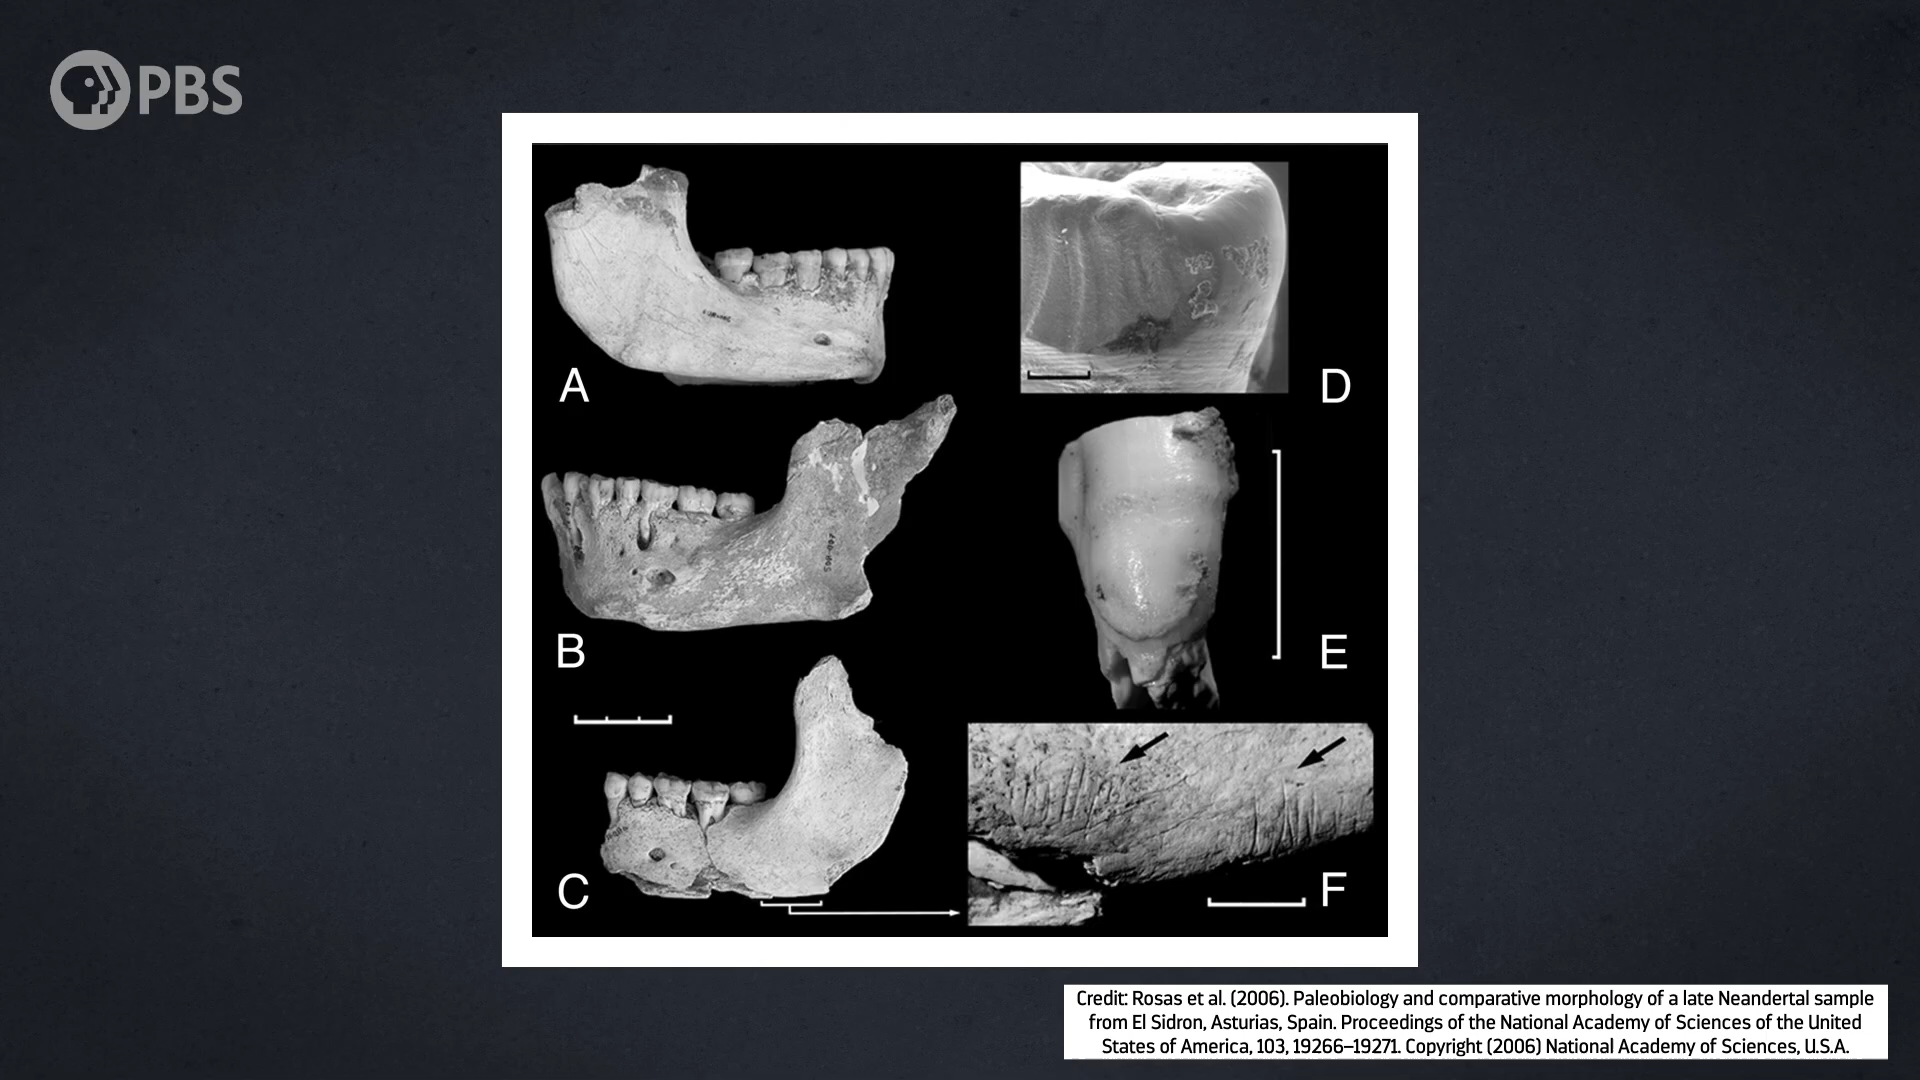 PBS
A
D
B
E
C
F
Credit: Rosas et al. (2006). Paleobiology and comparative morphology of a late Neandertal sample
from El Sidron, Asturias, Spain. Proceedings of the National Academy of Sciences of the United
States of America, 103, 19266–19271. Copyright (2006) National Academy of Sciences, U.S.A.